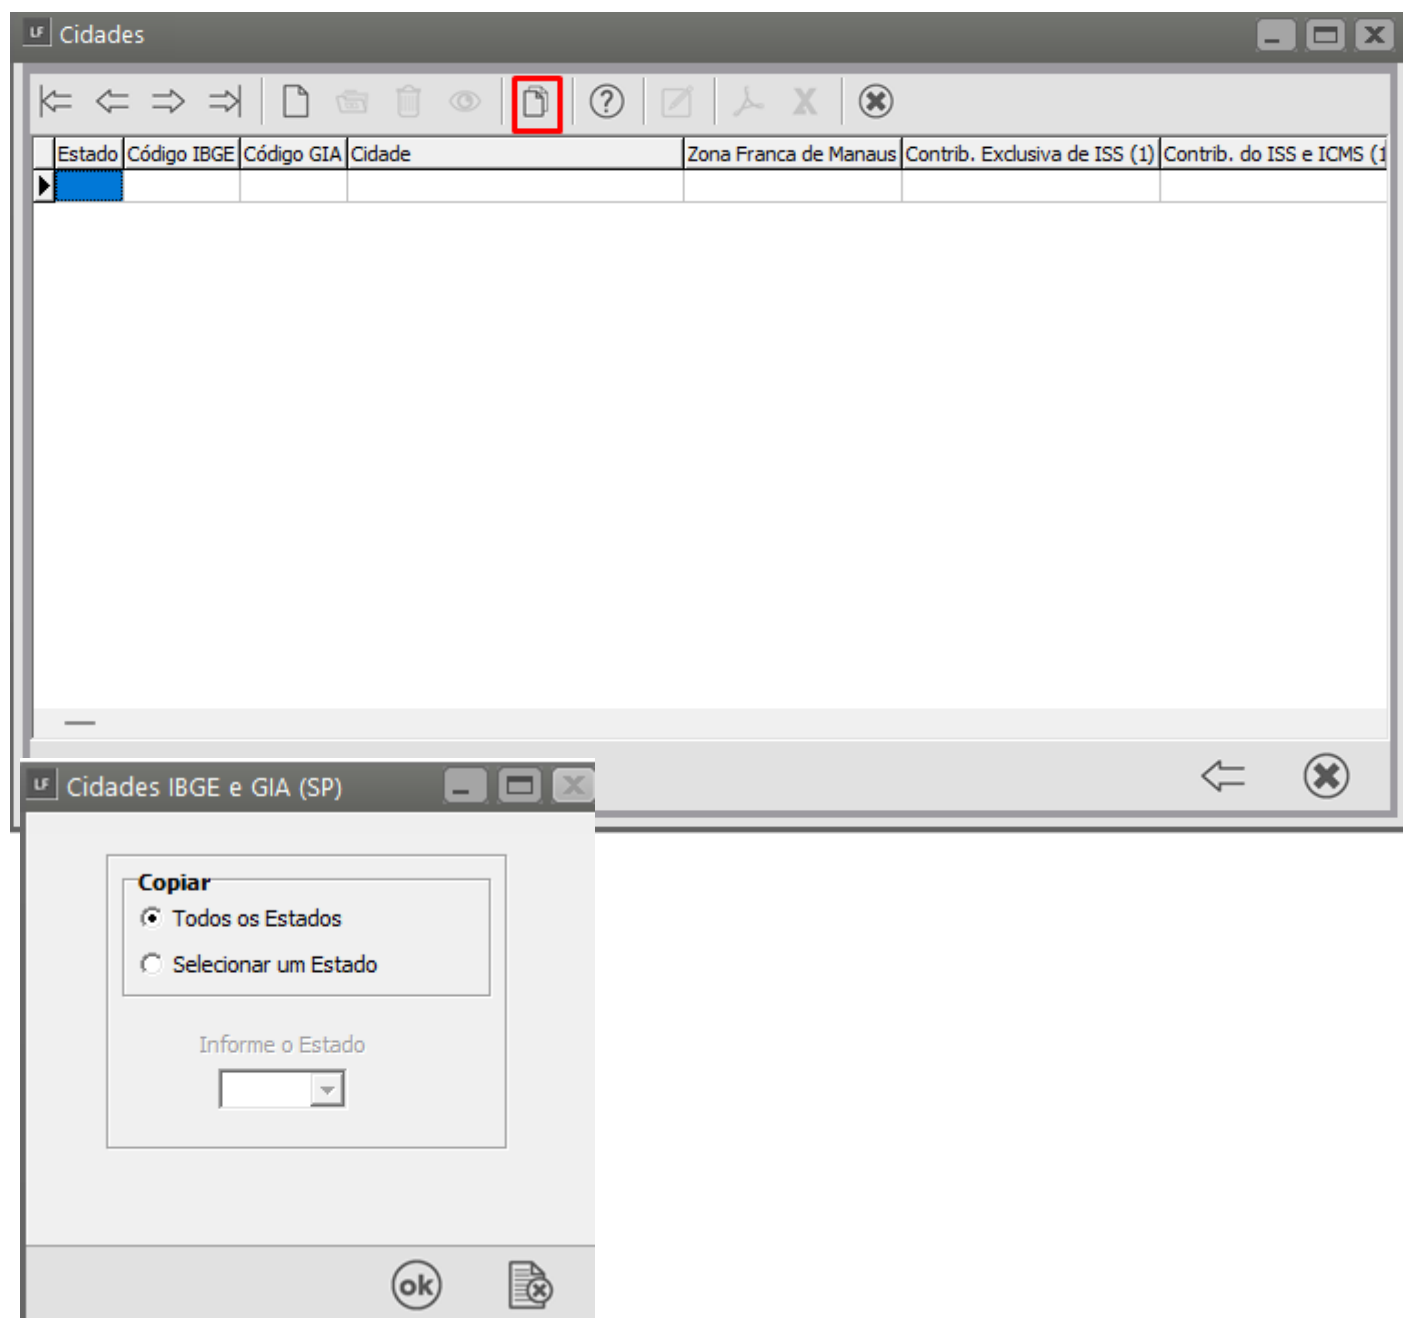 LF Cidades
Estado Código IBGE Código GIA Cidade Zona Franca de Manaus Contrib. Exclusiva de ISS (1) Contrib. do ISS e ICMS (1
LF Cidades IBGE e GIA (SP)
Copiar
Todos os Estados
Selecionar um Estado
Informe o Estado
ok